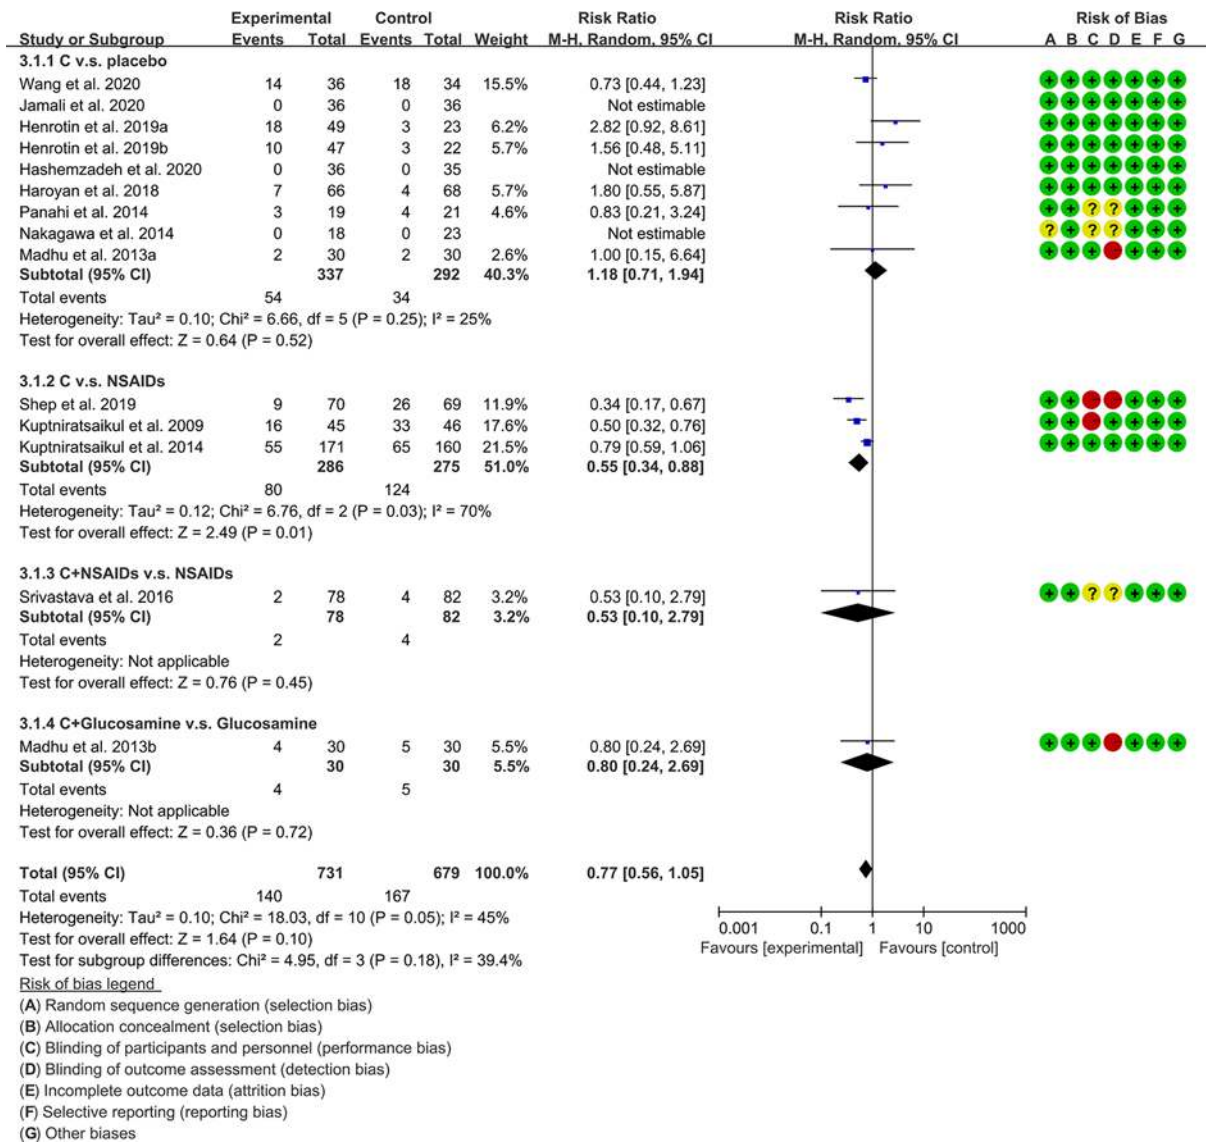 Experimental Control Risk Ratio Risk Ratio Risk of Bias
Study or Subgroup Events Total Events Total Weight M-H, Random, 95% CI M-H, Random, 95% CI A B C D E F G
3.1.1 C v.s. placebo
Wang et al. 2020 14 36 18 34 15.5% 0.73 [0.44, 1.23] + + + + + + +
Jamali et al. 2020 0 36 0 36 Not estimable + + + + + + +
Henrotin et al. 2019a 18 49 3 23 6.2% 2.82 [0.92, 8.61] + + + + + + +
Henrotin et al. 2019b 10 47 3 22 5.7% 1.56 [0.48, 5.11] + + + + + + +
Hashemzadeh et al. 2020 0 36 0 35 Not estimable + + + + + + +
Haroyan et al. 2018 7 66 4 68 5.7% 1.80 [0.55, 5.87] + + + + + + +
Panahi et al. 2014 3 19 4 21 4.6% 0.83 [0.21, 3.24] + + ? ? + + +
Nakagawa et al. 2014 0 18 0 23 Not estimable ? + ? ? + + +
Madhu et al. 2013a 2 30 2 30 2.6% 1.00 [0.15, 6.64] + + + + + +
Subtotal (95% CI) 337 292 40.3% 1.18 [0.71, 1.94]
Total events 54 34
Heterogeneity: Tau² = 0.10; Chi² = 6.66, df = 5 (P = 0.25); I² = 25%
Test for overall effect: Z = 0.64 (P = 0.52)
3.1.2 C v.s. NSAIDs
Shep et al. 2019 9 70 26 69 11.9% 0.34 [0.17, 0.67] + + + + +
Kuptniratsaikul et al. 2009 16 45 33 46 17.6% 0.50 [0.32, 0.76] + + + + + +
Kuptniratsaikul et al. 2014 55 171 65 160 21.5% 0.79 [0.59, 1.06] + + + + + + +
Subtotal (95% CI) 286 275 51.0% 0.55 [0.34, 0.88]
Total events 80 124
Heterogeneity: Tau² = 0.12; Chi² = 6.76, df = 2 (P = 0.03); I² = 70%
Test for overall effect: Z = 2.49 (P = 0.01)
3.1.3 C+NSAIDs v.s. NSAIDs
Srivastava et al. 2016 2 78 4 82 3.2% 0.53 [0.10, 2.79] + + ? ? + + +
Subtotal (95% CI) 78 82 3.2% 0.53 [0.10, 2.79]
Total events 2 4
Heterogeneity: Not applicable
Test for overall effect: Z = 0.76 (P = 0.45)
3.1.4 C+Glucosamine v.s. Glucosamine
Madhu et al. 2013b 4 30 5 30 5.5% 0.80 [0.24, 2.69] + + + + + +
Subtotal (95% CI) 30 30 5.5% 0.80 [0.24, 2.69]
Total events 4 5
Heterogeneity: Not applicable
Test for overall effect: Z = 0.36 (P = 0.72)
Total (95% CI) 731 679 100.0% 0.77 [0.56, 1.05]
Total events 140 167
Heterogeneity: Tau² = 0.10; Chi² = 18.03, df = 10 (P = 0.05); I² = 45%
Test for overall effect: Z = 1.64 (P = 0.10)
Test for subgroup differences: Chi² = 4.95, df = 3 (P = 0.18), I² = 39.4%
0.001 0.1 1 10 1000
Favours [experimental] Favours [control]
Risk of bias legend
(A) Random sequence generation (selection bias)
(B) Allocation concealment (selection bias)
(C) Blinding of participants and personnel (performance bias)
(D) Blinding of outcome assessment (detection bias)
(E) Incomplete outcome data (attrition bias)
(F) Selective reporting (reporting bias)
(G) Other biases